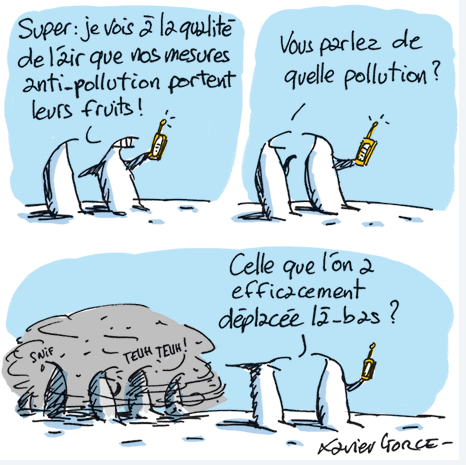 Super : je vois à la qualité
de l'air que nos mesures
anti-pollution portent
leurs fruits !
Vous parlez de
quelle pollution ?
Celle que l'on a
efficacement
déplacée là-bas ?
SNIF
TEUH TEUH !
Xavier GORCE -